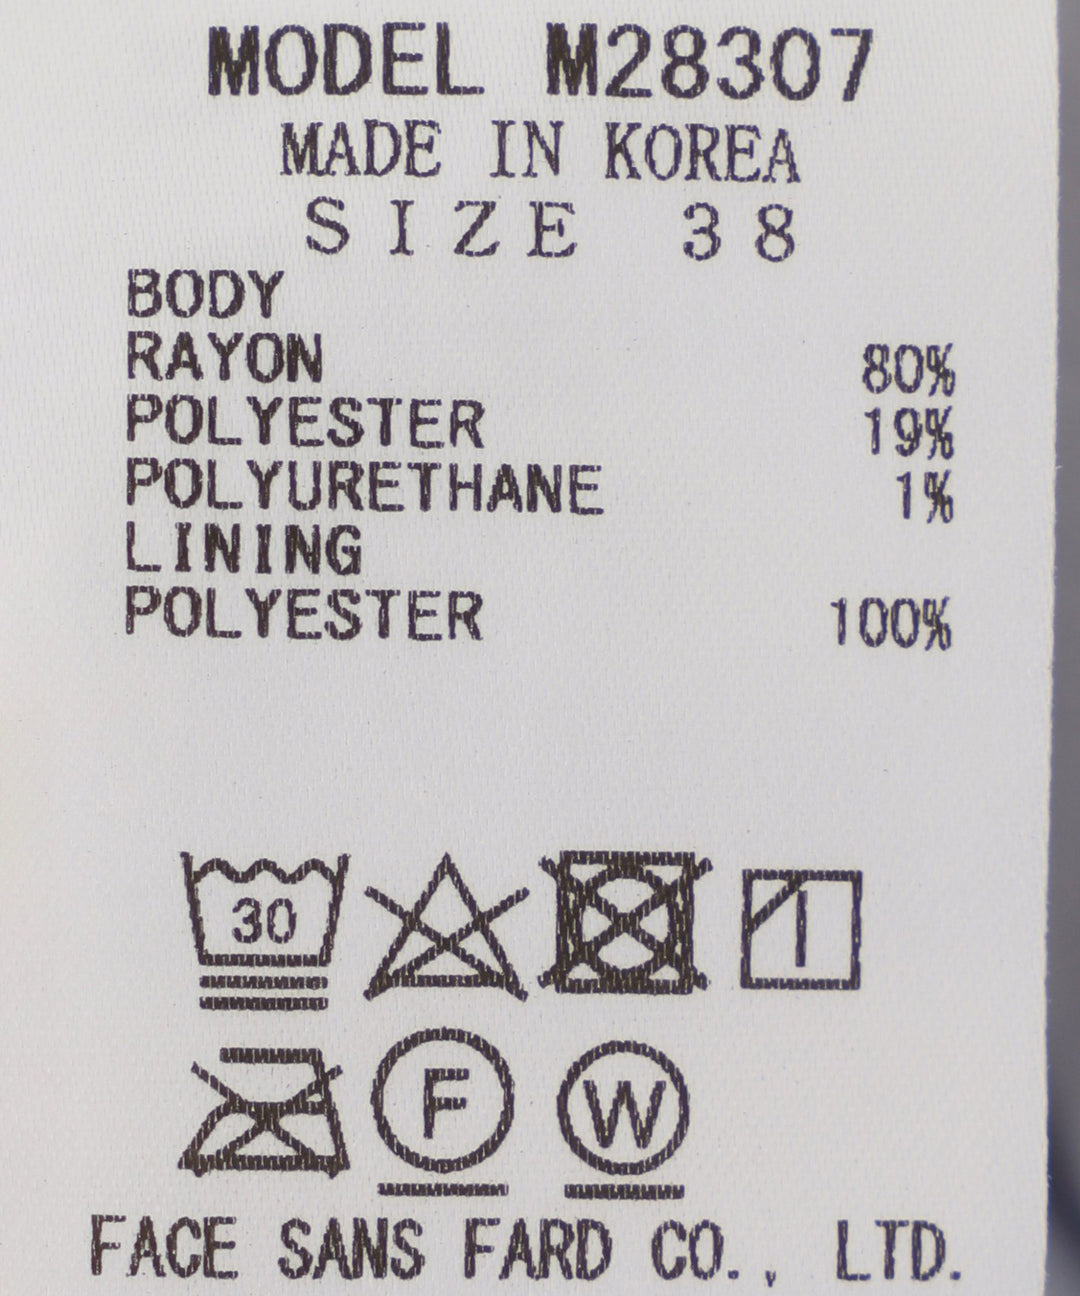 MODEL M28307
MADE IN KOREA
SIZE 38
BODY
RAYON 80%
POLYESTER 19%
POLYURETHANE 1%
LINING
POLYESTER 100%
30
F W
FACE SANS FARD CO., LTD.